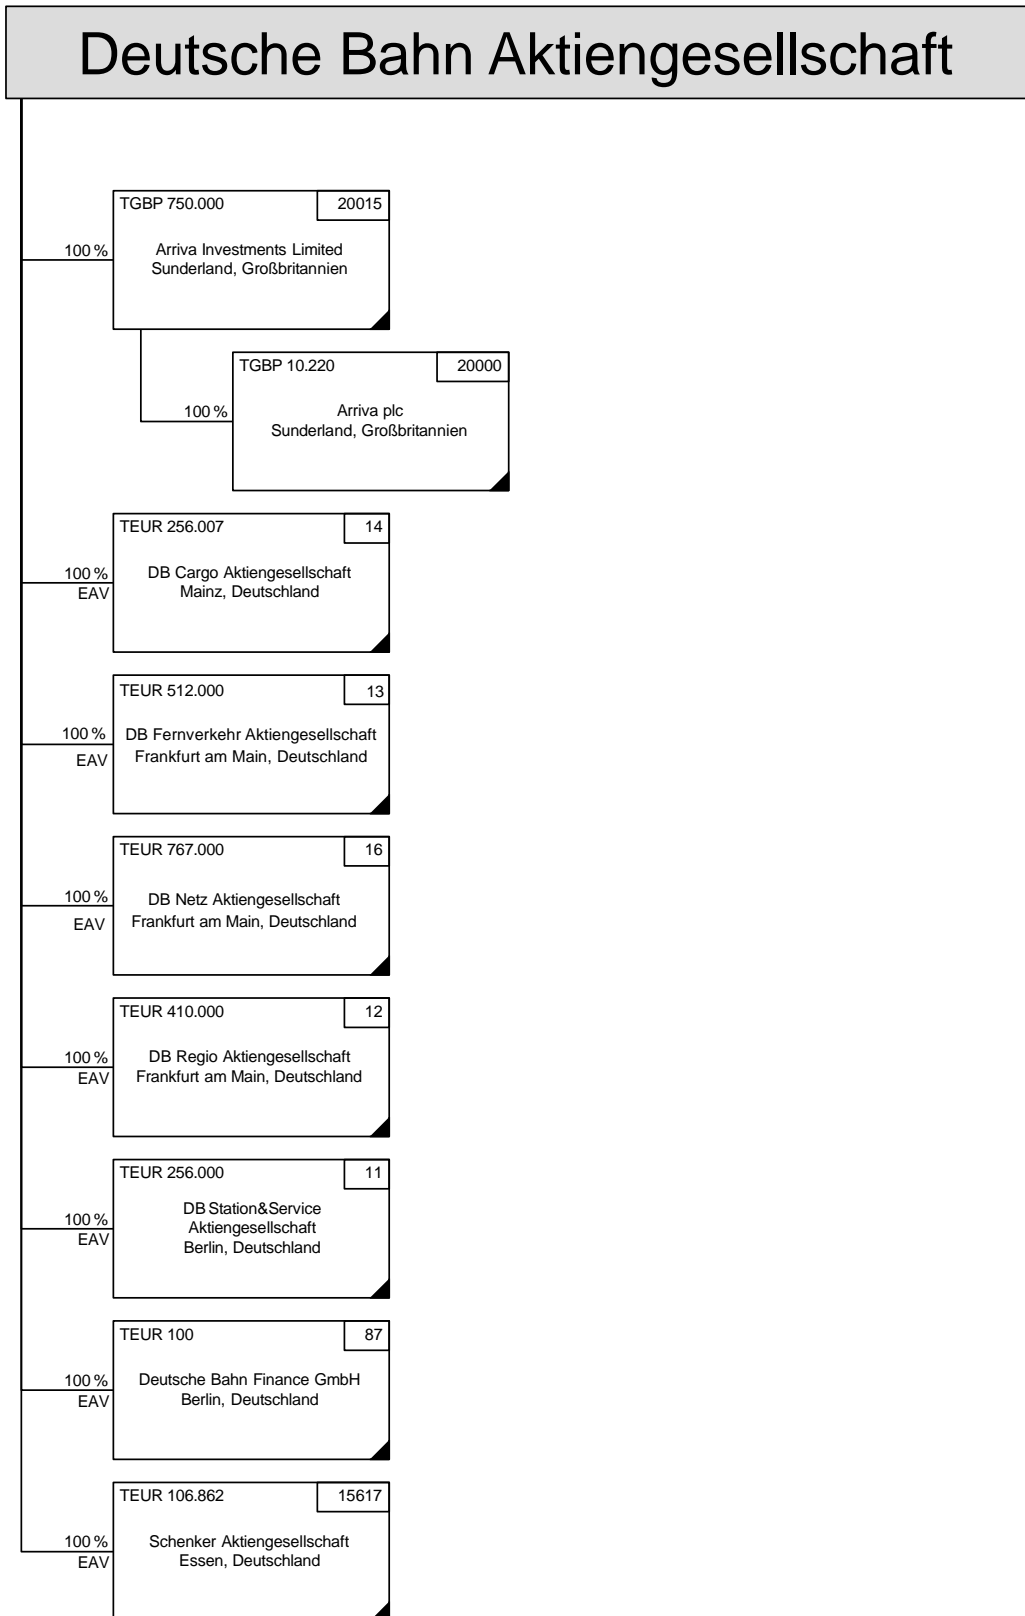 Deutsche Bahn Aktiengesellschaft
TGBP 750.000 20015
100 %
Arriva Investments Limited
Sunderland, Großbritannien
TGBP 10.220 20000
100 %
Arriva plc
Sunderland, Großbritannien
TEUR 256.007 14
100 %
EAV
DB Cargo Aktiengesellschaft
Mainz, Deutschland
TEUR 512.000 13
100 %
EAV
DB Fernverkehr Aktiengesellschaft
Frankfurt am Main, Deutschland
TEUR 767.000 16
100 %
EAV
DB Netz Aktiengesellschaft
Frankfurt am Main, Deutschland
TEUR 410.000 12
100 %
EAV
DB Regio Aktiengesellschaft
Frankfurt am Main, Deutschland
TEUR 256.000 11
100 %
EAV
DB Station&Service
Aktiengesellschaft
Berlin, Deutschland
TEUR 100 87
100 %
EAV
Deutsche Bahn Finance GmbH
Berlin, Deutschland
TEUR 106.862 15617
100 %
EAV
Schenker Aktiengesellschaft
Essen, Deutschland